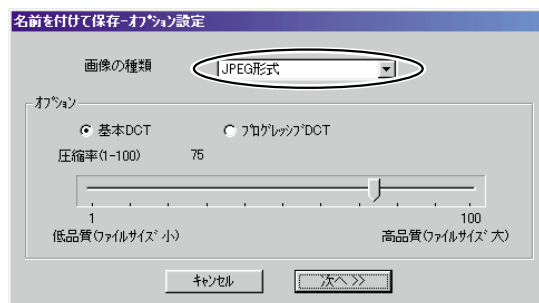 名前を付けて保存-ｵﾌﾟｼｮﾝ設定
画像の種類 JPEG形式
ｵﾌﾟｼｮﾝ
基本DCT ﾌﾟﾛｸﾞﾚｯｼﾌﾞDCT
圧縮率(1-100) 75
1 100
低品質(ﾌｧｲﾙｻｲｽﾞ小) 高品質(ﾌｧｲﾙｻｲｽﾞ大)
ｷｬﾝｾﾙ 次へ >>